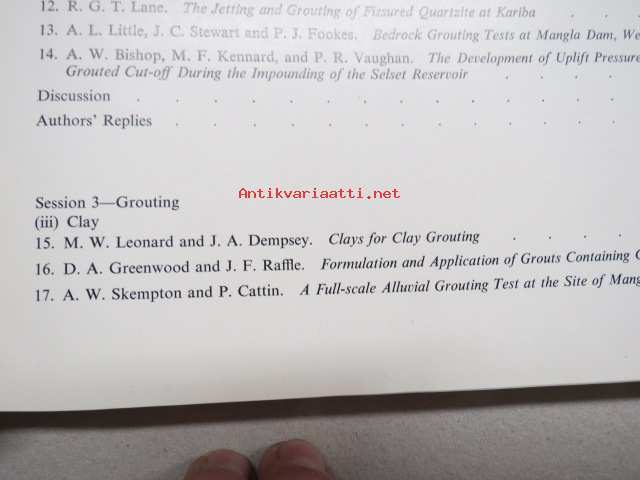 12. R. G. T. Lane. The Jetting and Grouting of Fissured Quartzite at Kariba . .
13. A. L. Little, J. C. Stewart and P. J. Fookes. Bedrock Grouting Tests at Mangla Dam, We
14. A. W. Bishop, M. F. Kennard, and P. R. Vaughan. The Development of Uplift Pressure
Grouted Cut-off During the Impounding of the Selset Reservoir . . . .
Discussion . . . . . . . . . . . . .
Authors' Replies . . . . . . . . . . . .
Antikvariaatti.net
Session 3—Grouting
(iii) Clay
15. M. W. Leonard and J. A. Dempsey. Clays for Clay Grouting . . . .
16. D. A. Greenwood and J. F. Raffle. Formulation and Application of Grouts Containing
17. A. W. Skempton and P. Cattin. A Full-scale Alluvial Grouting Test at the Site of Mang